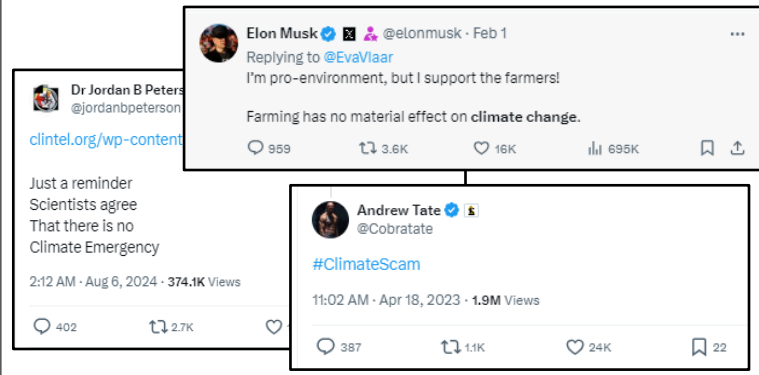 Elon Musk @elonmusk · Feb 1
Replying to @EvaVlaar
I'm pro-environment, but I support the farmers!
Farming has no material effect on climate change.
959 3.6K 16K 695K
Dr Jordan B Peters
@jordanbpeterson
clintel.org/wp-content
Just a reminder
Scientists agree
That there is no
Climate Emergency
2:12 AM · Aug 6, 2024 · 374.1K Views
402 2.7K
Andrew Tate
@Cobratate
#ClimateScam
11:02 AM · Apr 18, 2023 · 1.9M Views
387 1.1K 24K 22